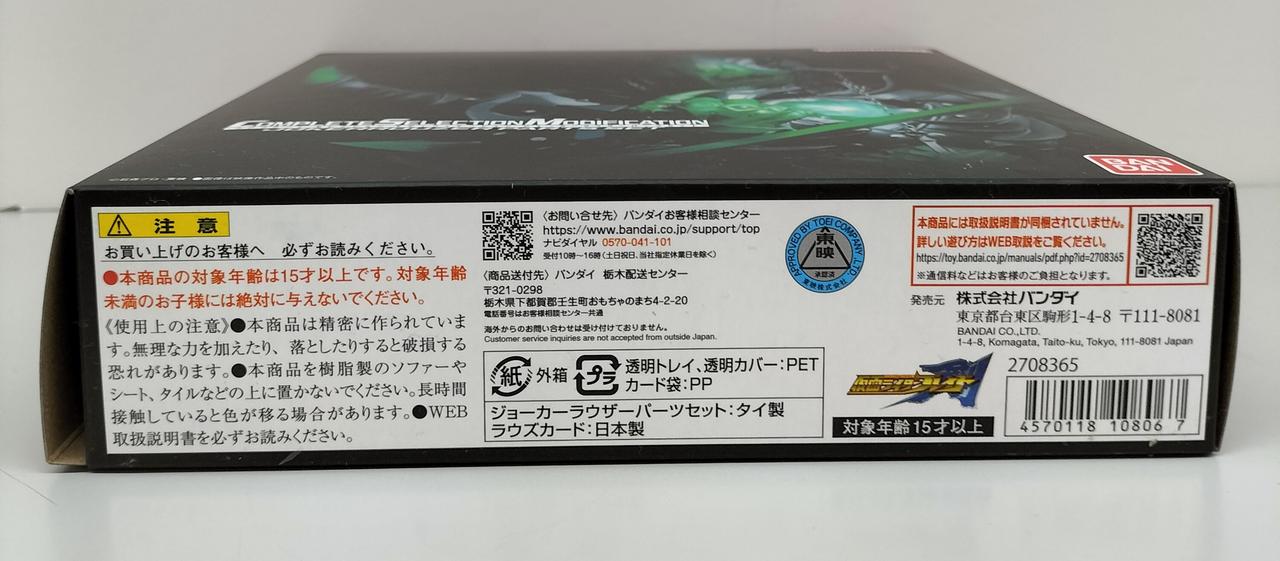 COMPLETE SELECTION MODIFICATION
BAN
DAI
注意
お買い上げのお客様へ 必ずお読みください。
●本商品の対象年齢は15才以上です。対象年齢
未満のお子様には絶対に与えないでください。
《使用上の注意》●本商品は精密に作られていま
す。無理な力を加えたり、落としたりすると破損する
恐れがあります。●本商品を樹脂製のソファーや
シート、タイルなどの上に置かないでください。長時間
接触していると色が移る場合があります。●WEB
取扱説明書を必ずお読みください。
〈お問い合せ先〉バンダイお客様相談センター
https://www.bandai.co.jp/support/top
ナビダイヤル 0570-041-101
受付10時~16時(土日祝日、当社指定休業日を除く)
〈商品送付先〉バンダイ 栃木配送センター
〒321-0298
栃木県下都賀郡壬生町おもちゃのまち4-2-20
電話番号はお客様相談センター共通
海外からのお問い合わせは受け付けておりません。
Customer service inquiries are not accepted from outside Japan.
紙 外箱 プラ 透明トレイ、透明カバー:PET
カード袋:PP
ジョーカーラウザーパーツセット:タイ製
ラウズカード:日本製
APPROVED BY TOEI COMPANY, LTD.
東映
承認済
東映株式会社
本商品には取扱説明書が同梱されていません。
詳しい遊び方はWEB取説をご覧ください。
https://toy.bandai.co.jp/manuals/pdf.php?id=2708365
※通信料などはお客様のご負担となります。
発売元 株式会社バンダイ
東京都台東区駒形1-4-8 〒111-8081
BANDAI CO.,LTD.
1-4-8, Komagata, Taito-ku, Tokyo, 111-8081 Japan
仮面ライダーブレイド
対象年齢15才以上
2708365
4570118 10806 7